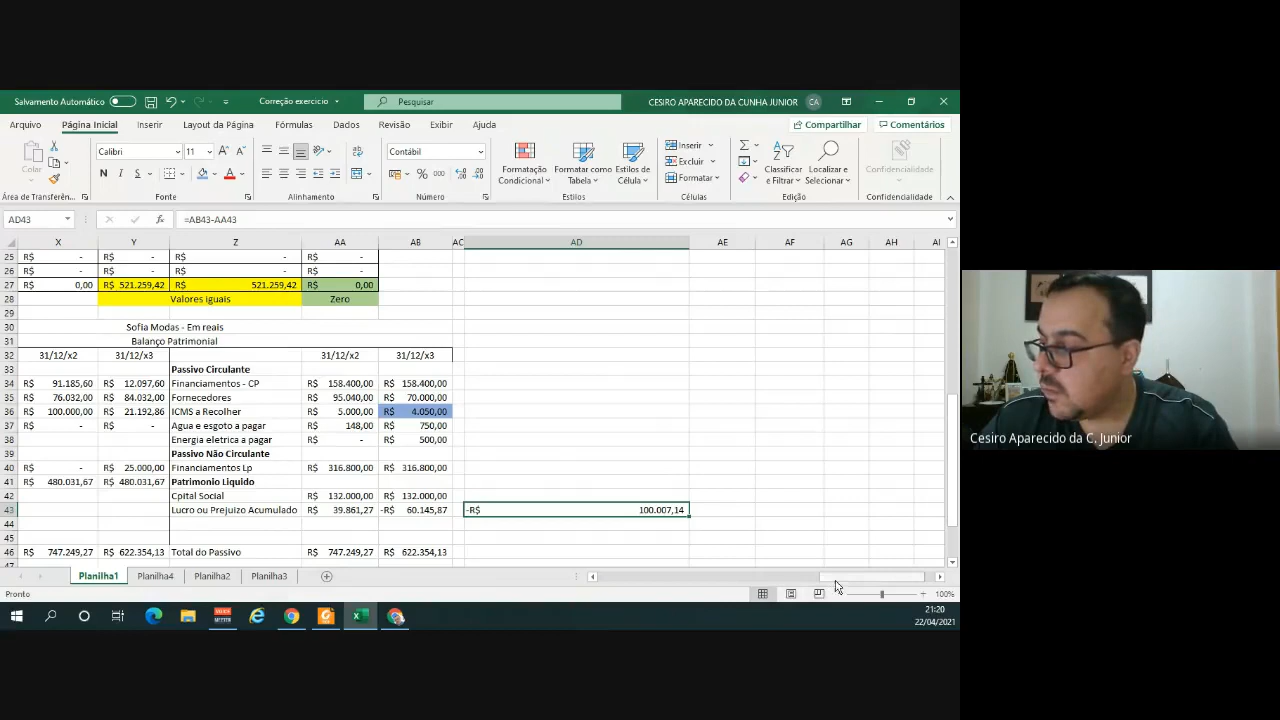 Salvamento Automático Correção exercicio Pesquisar CESIRO APARECIDO DA CUNHA JUNIOR CA
Arquivo Página Inicial Inserir Layout da Página Fórmulas Dados Revisão Exibir Ajuda Compartilhar Comentários
Colar Calibri 11 Contábil Formatação Condicional Formatar como Tabela Estilos de Célula Inserir Excluir Formatar Classificar e Filtrar Localizar e Selecionar Confidencialidade
Área de Transferên... Fonte Alinhamento Número Estilos Células Edição Confidencialidade
AD43 fx =AB43-AA43
X Y Z AA AB AC AD AE AF AG AH AI
25 R$ - R$ - R$ - R$ -
26 R$ - R$ - R$ - R$ -
27 R$ 0,00 R$ 521.259,42 R$ 521.259,42 R$ 0,00
28 Valores iguais Zero
29
30 Sofia Modas - Em reais
31 Balanço Patrimonial
32 31/12/x2 31/12/x3 31/12/x2 31/12/x3
33 Passivo Circulante
34 R$ 91.185,60 R$ 12.097,60 Financiamentos - CP R$ 158.400,00 R$ 158.400,00
35 R$ 76.032,00 R$ 84.032,00 Fornecedores R$ 95.040,00 R$ 70.000,00
36 R$ 100.000,00 R$ 21.192,86 ICMS a Recolher R$ 5.000,00 R$ 4.050,00
37 R$ - R$ - Agua e esgoto a pagar R$ 148,00 R$ 750,00
38 Energia eletrica a pagar R$ - R$ 500,00
39 Passivo Não Circulante
40 R$ - R$ 25.000,00 Financiamentos Lp R$ 316.800,00 R$ 316.800,00
41 R$ 480.031,67 R$ 480.031,67 Patrimonio Liquido
42 Cpital Social R$ 132.000,00 R$ 132.000,00
43 Lucro ou Prejuizo Acumulado R$ 39.861,27 -R$ 60.145,87 -R$ 100.007,14
44
45
46 R$ 747.249,27 R$ 622.354,13 Total do Passivo R$ 747.249,27 R$ 622.354,13
Planilha1 Planilha4 Planilha2 Planilha3
Pronto 100%
21:20
22/04/2021
Cesiro Aparecido da C. Junior